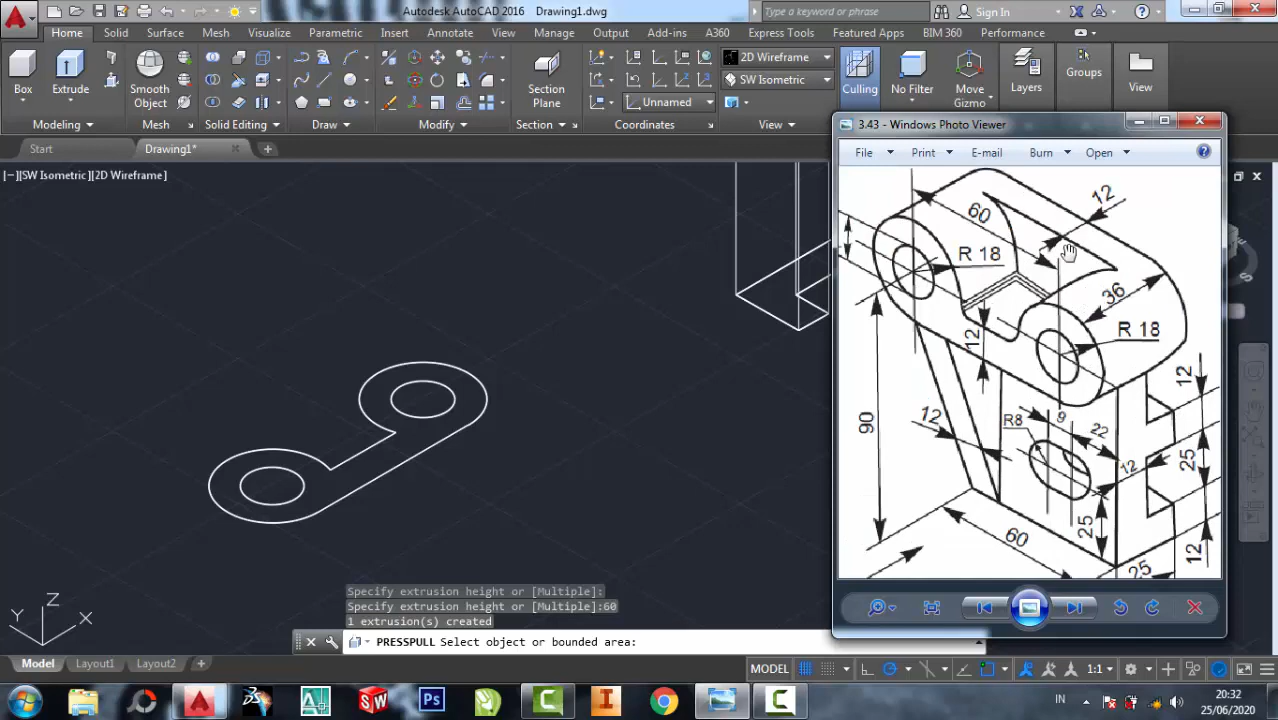 Autodesk AutoCAD 2016 Drawing1.dwg
Type a keyword or phrase
Sign In
Home Solid Surface Mesh Visualize Parametric Insert Annotate View Manage Output Add-ins A360 Express Tools Featured Apps BIM 360 Performance
Box
Extrude
Smooth
Object
Section
Plane
2D Wireframe
SW Isometric
Unnamed
Culling
No Filter
Move
Gizmo
Layers
Groups
View
Modeling
Mesh
Solid Editing
Draw
Modify
Section
Coordinates
View
Start
Drawing1*
[−][SW Isometric][2D Wireframe]
3.43 - Windows Photo Viewer
File Print E-mail Burn Open
12
60
R 18
36
R 18
12
12
90
9
R8
22
12
12
25
25
60
12
25
Z
Y
X
Specify extrusion height or [Multiple]:
Specify extrusion height or [Multiple]:60
1 extrusion(s) created
PRESSPULL Select object or bounded area:
Model Layout1 Layout2
MODEL
1:1
IN
20:32
25/06/2020